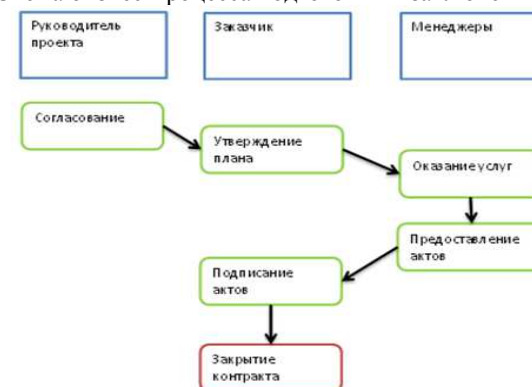 Руководитель
проекта
Заказчик
Менеджеры
Согласование
Утверждение
плана
Оказание услуг
Предоставление
актов
Подписание
актов
Закрытие
контракта